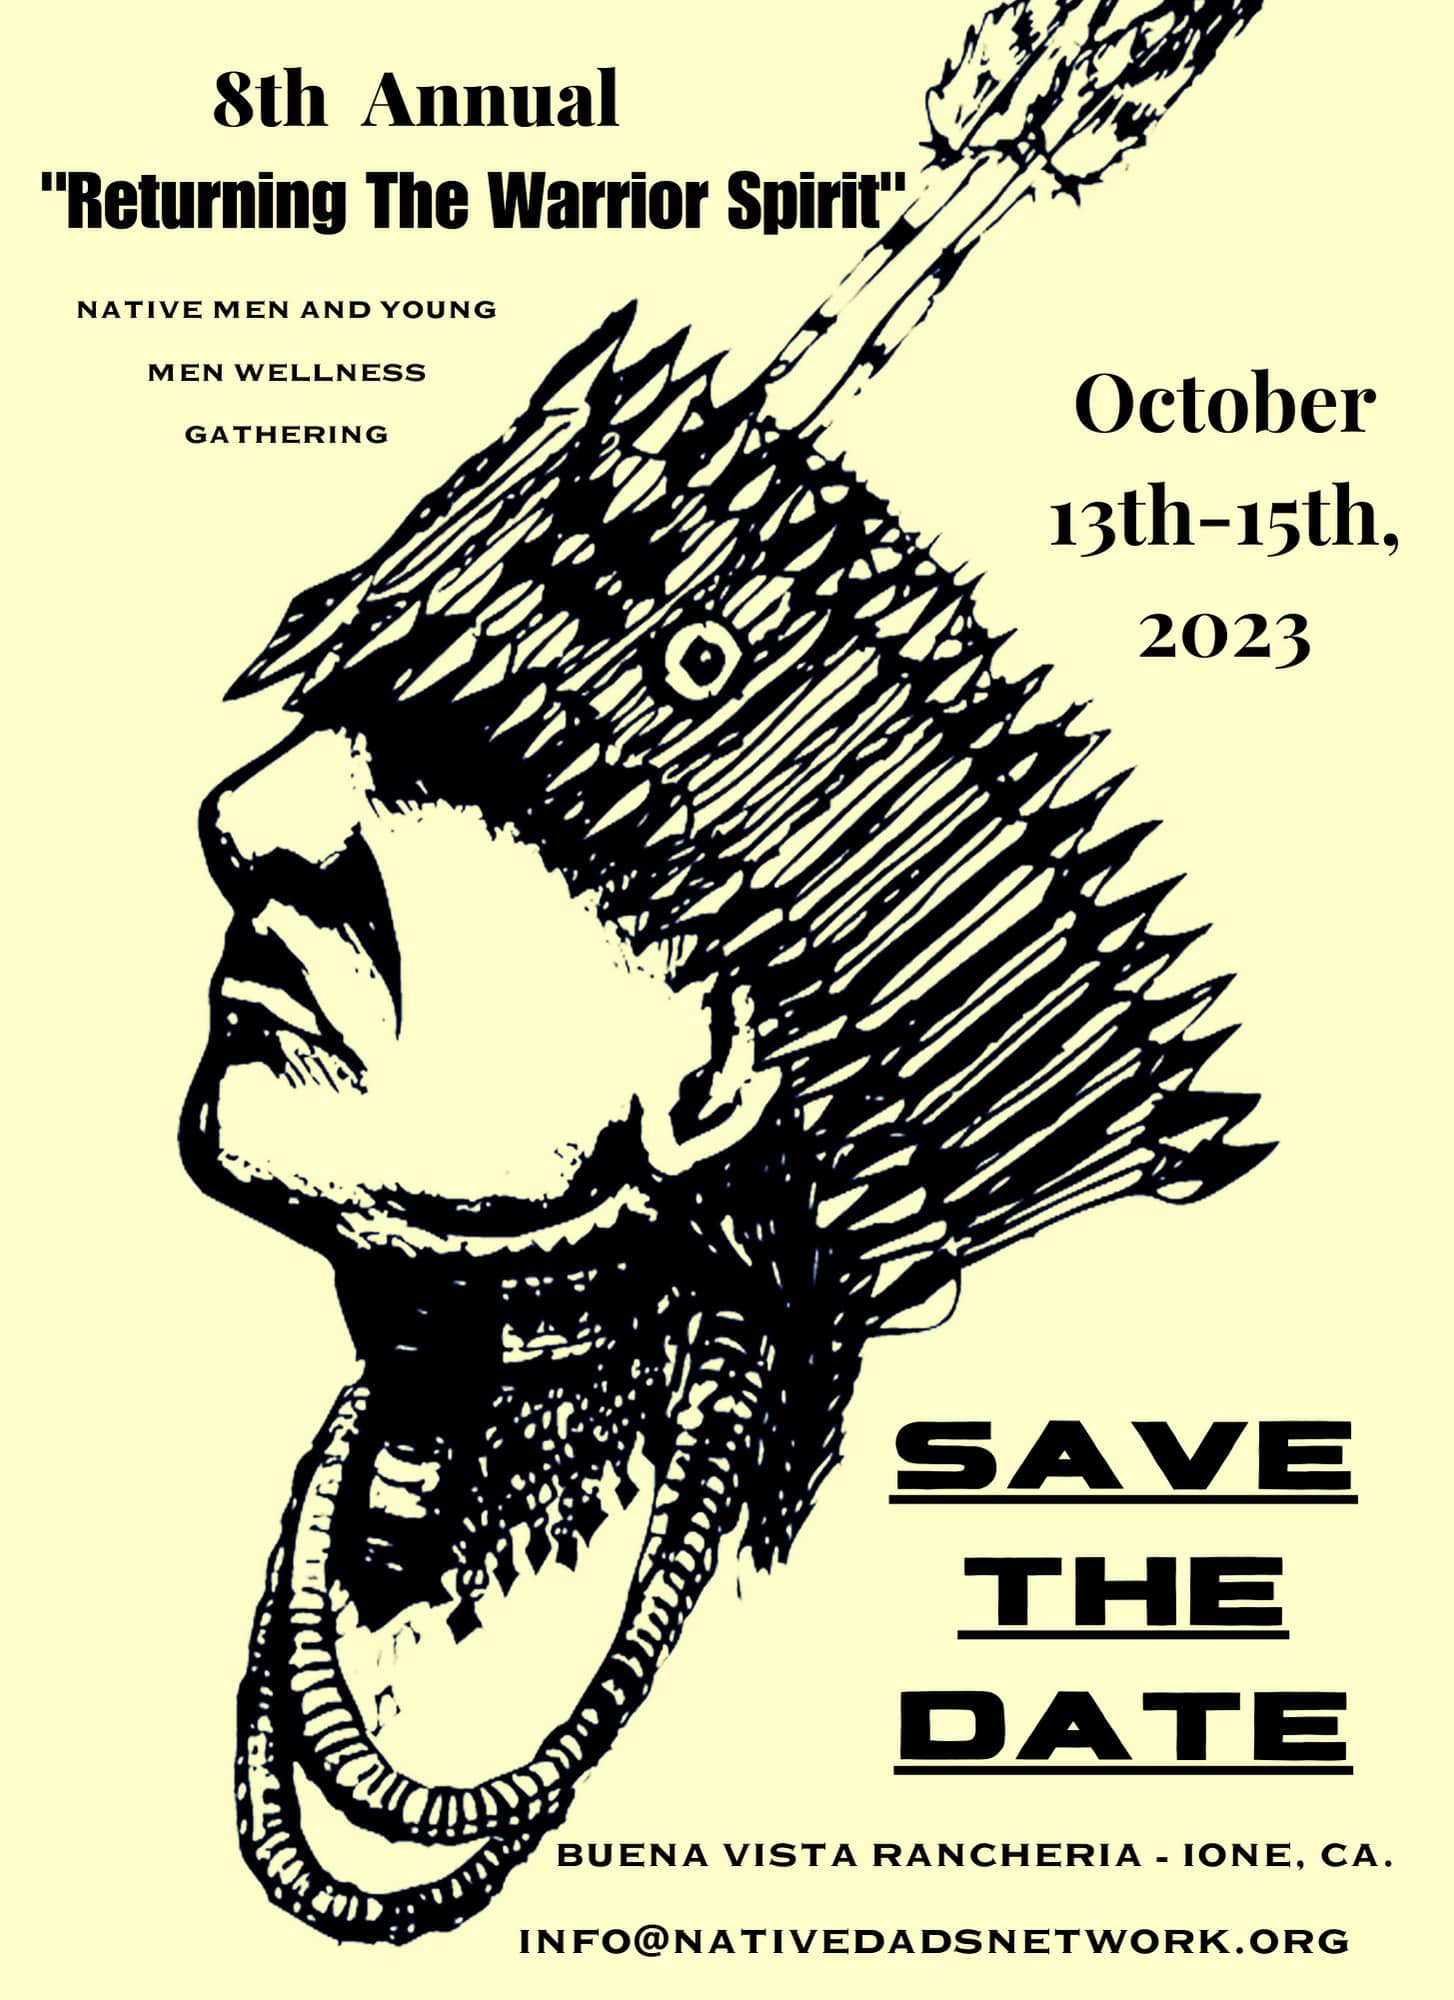 8th Annual
"Returning The Warrior Spirit"
NATIVE MEN AND YOUNG
MEN WELLNESS
GATHERING
October
13th-15th,
2023
SAVE
THE
DATE
BUENA VISTA RANCHERIA - IONE, CA.
INFO@NATIVEDADSNETWORK.ORG